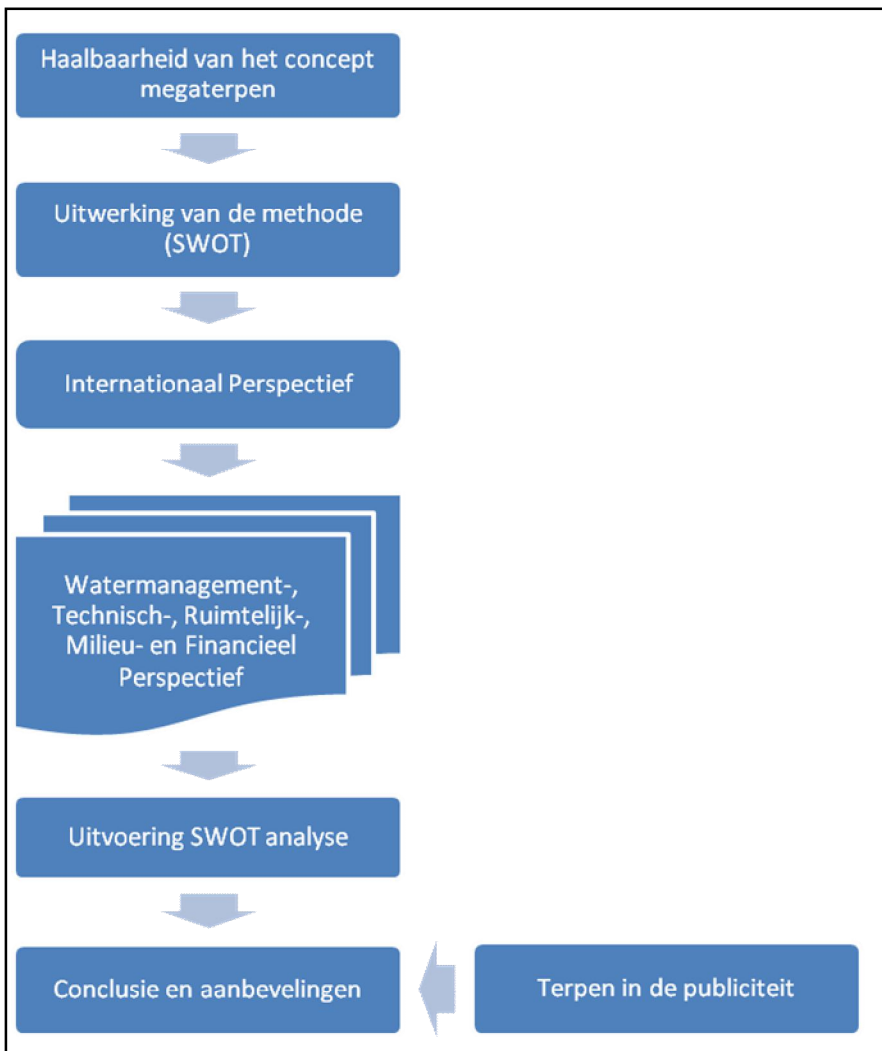 Haalbaarheid van het concept
megaterpen
Uitwerking van de methode
(SWOT)
Internationaal Perspectief
Watermanagement-,
Technisch-, Ruimtelijk-,
Milieu- en Financieel
Perspectief
Uitvoering SWOT analyse
Conclusie en aanbevelingen
Terpen in de publiciteit